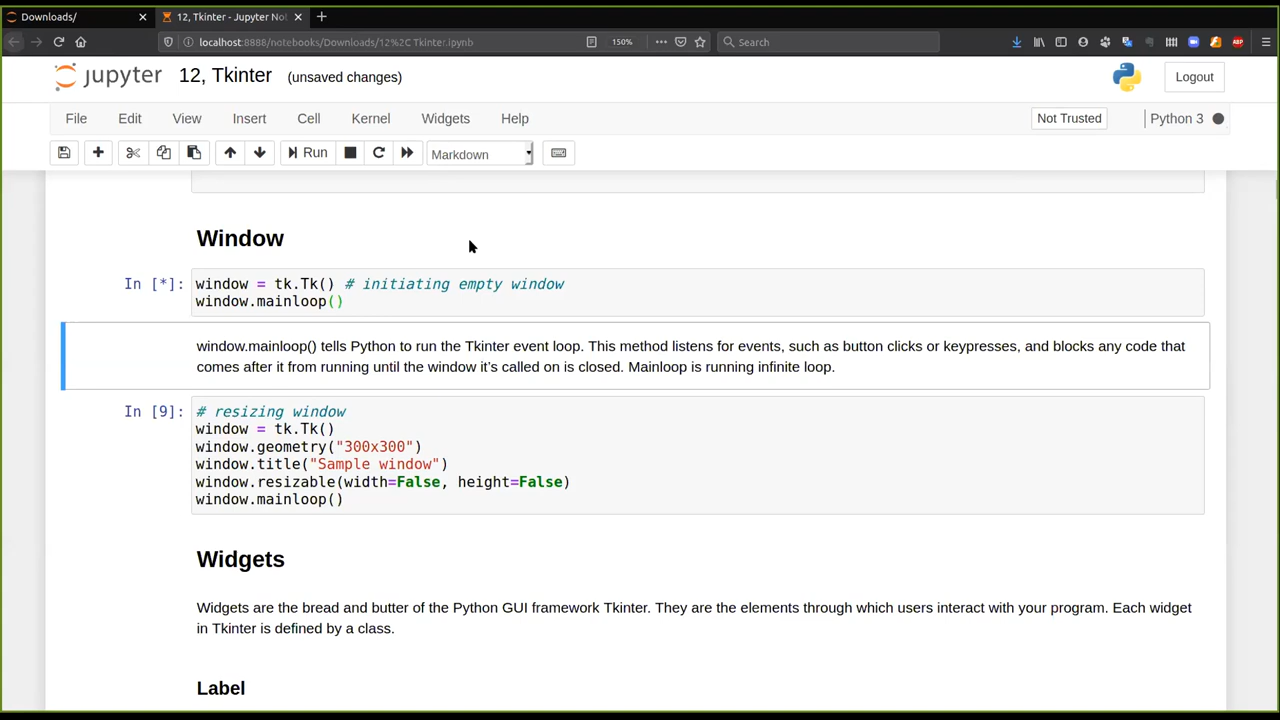 Downloads/
12, Tkinter - Jupyter Not
localhost:8888/notebooks/Downloads/12%2C Tkinter.ipynb
150%
Search
ABP
jupyter
12, Tkinter
(unsaved changes)
Logout
File Edit View Insert Cell Kernel Widgets Help
Not Trusted
Python 3
Run
Markdown
Window
In [*]: window = tk.Tk() # initiating empty window
window.mainloop()
window.mainloop() tells Python to run the Tkinter event loop. This method listens for events, such as button clicks or keypresses, and blocks any code that
comes after it from running until the window it’s called on is closed. Mainloop is running infinite loop.
In [9]: # resizing window
window = tk.Tk()
window.geometry("300x300")
window.title("Sample window")
window.resizable(width=False, height=False)
window.mainloop()
Widgets
Widgets are the bread and butter of the Python GUI framework Tkinter. They are the elements through which users interact with your program. Each widget
in Tkinter is defined by a class.
Label